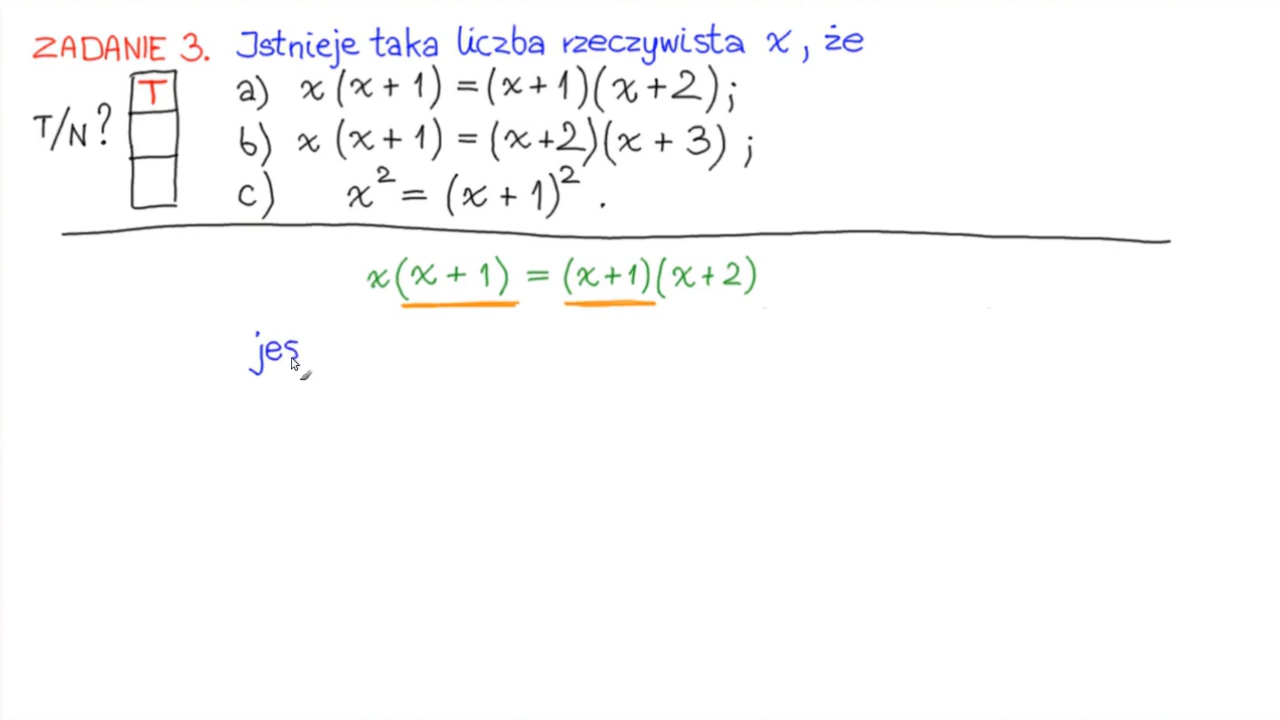 ZADANIE 3. Istnieje taka liczba rzeczywista x, że
T/N? T a) x(x+1)=(x+1)(x+2);
b) x(x+1)=(x+2)(x+3);
c) x²=(x+1)².
x(x+1)=(x+1)(x+2)
jes